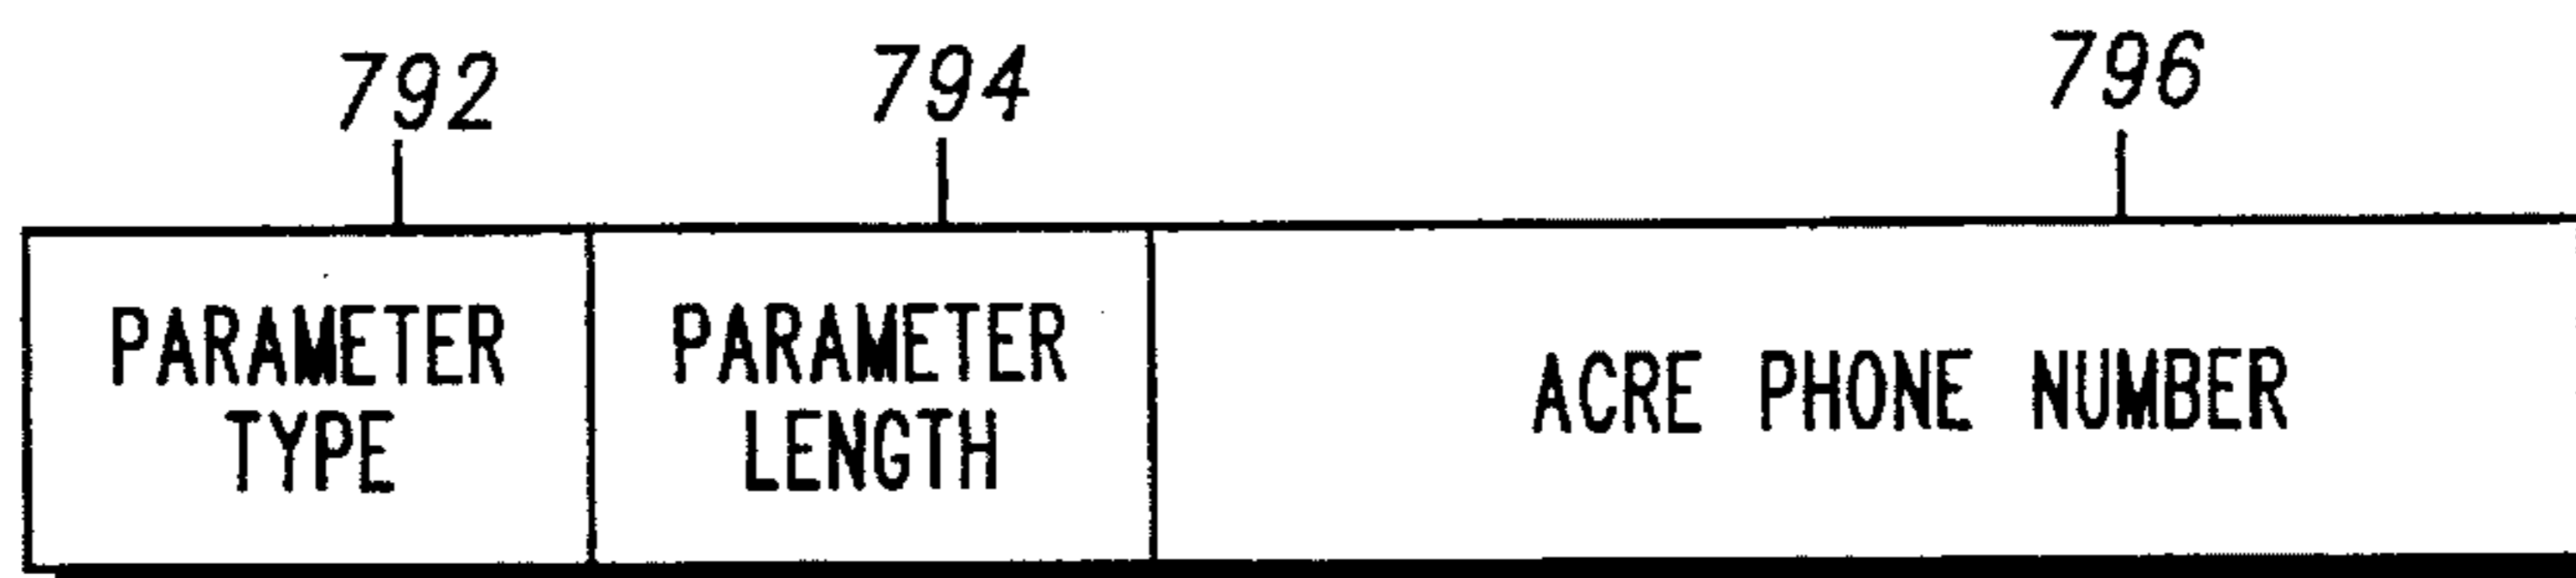 792 794 796
PARAMETER TYPE
PARAMETER LENGTH
ACRE PHONE NUMBER